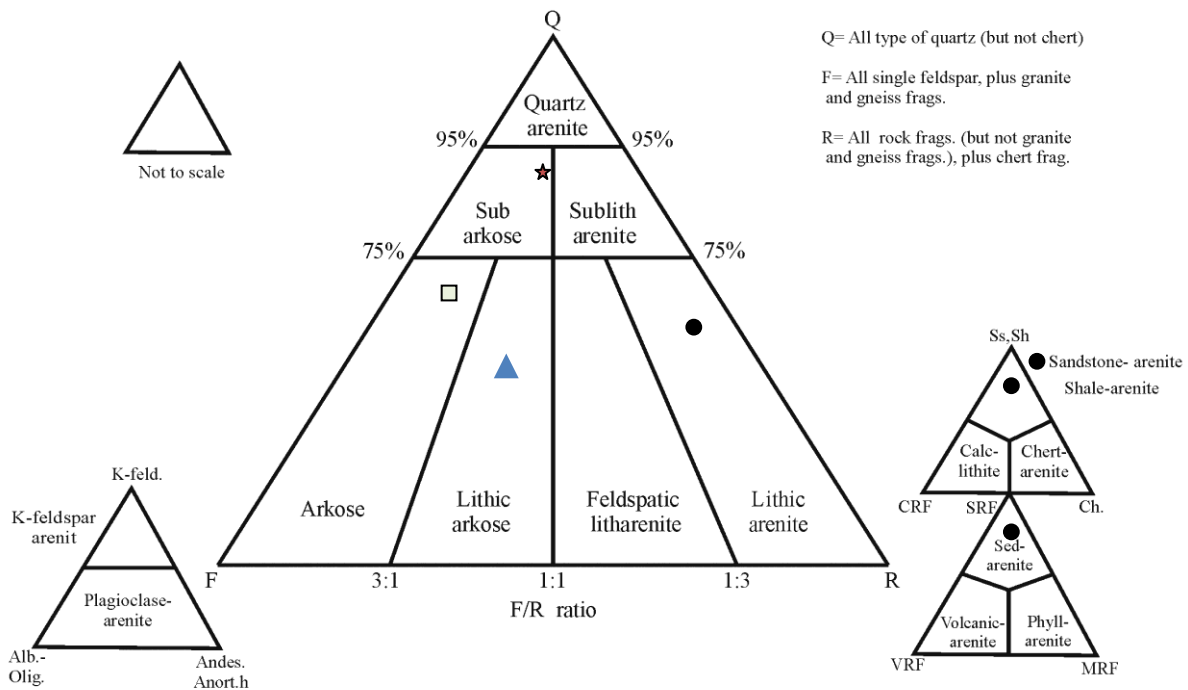 Q
Q= All type of quartz (but not chert)
F= All single feldspar, plus granite
and gneiss frags.
R= All rock frags. (but not granite
and gneiss frags.), plus chert frag.
Not to scale
Quartz
arenite
95%
95%
Sub
arkose
Sublith
arenite
75%
75%
Arkose
Lithic
arkose
Feldspatic
litharenite
Lithic
arenite
F
3:1
1:1
1:3
R
F/R ratio
K-feld.
K-feldspar
arenit
Plagioclase-
arenite
Alb.-
Olig.
Andes.
Anort.h
Ss,Sh
Sandstone- arenite
Shale-arenite
Calc-
lithite
Chert-
arenite
CRF
SRF
Ch.
Sed-
arenite
Volcanic-
arenite
Phyll-
arenite
VRF
MRF